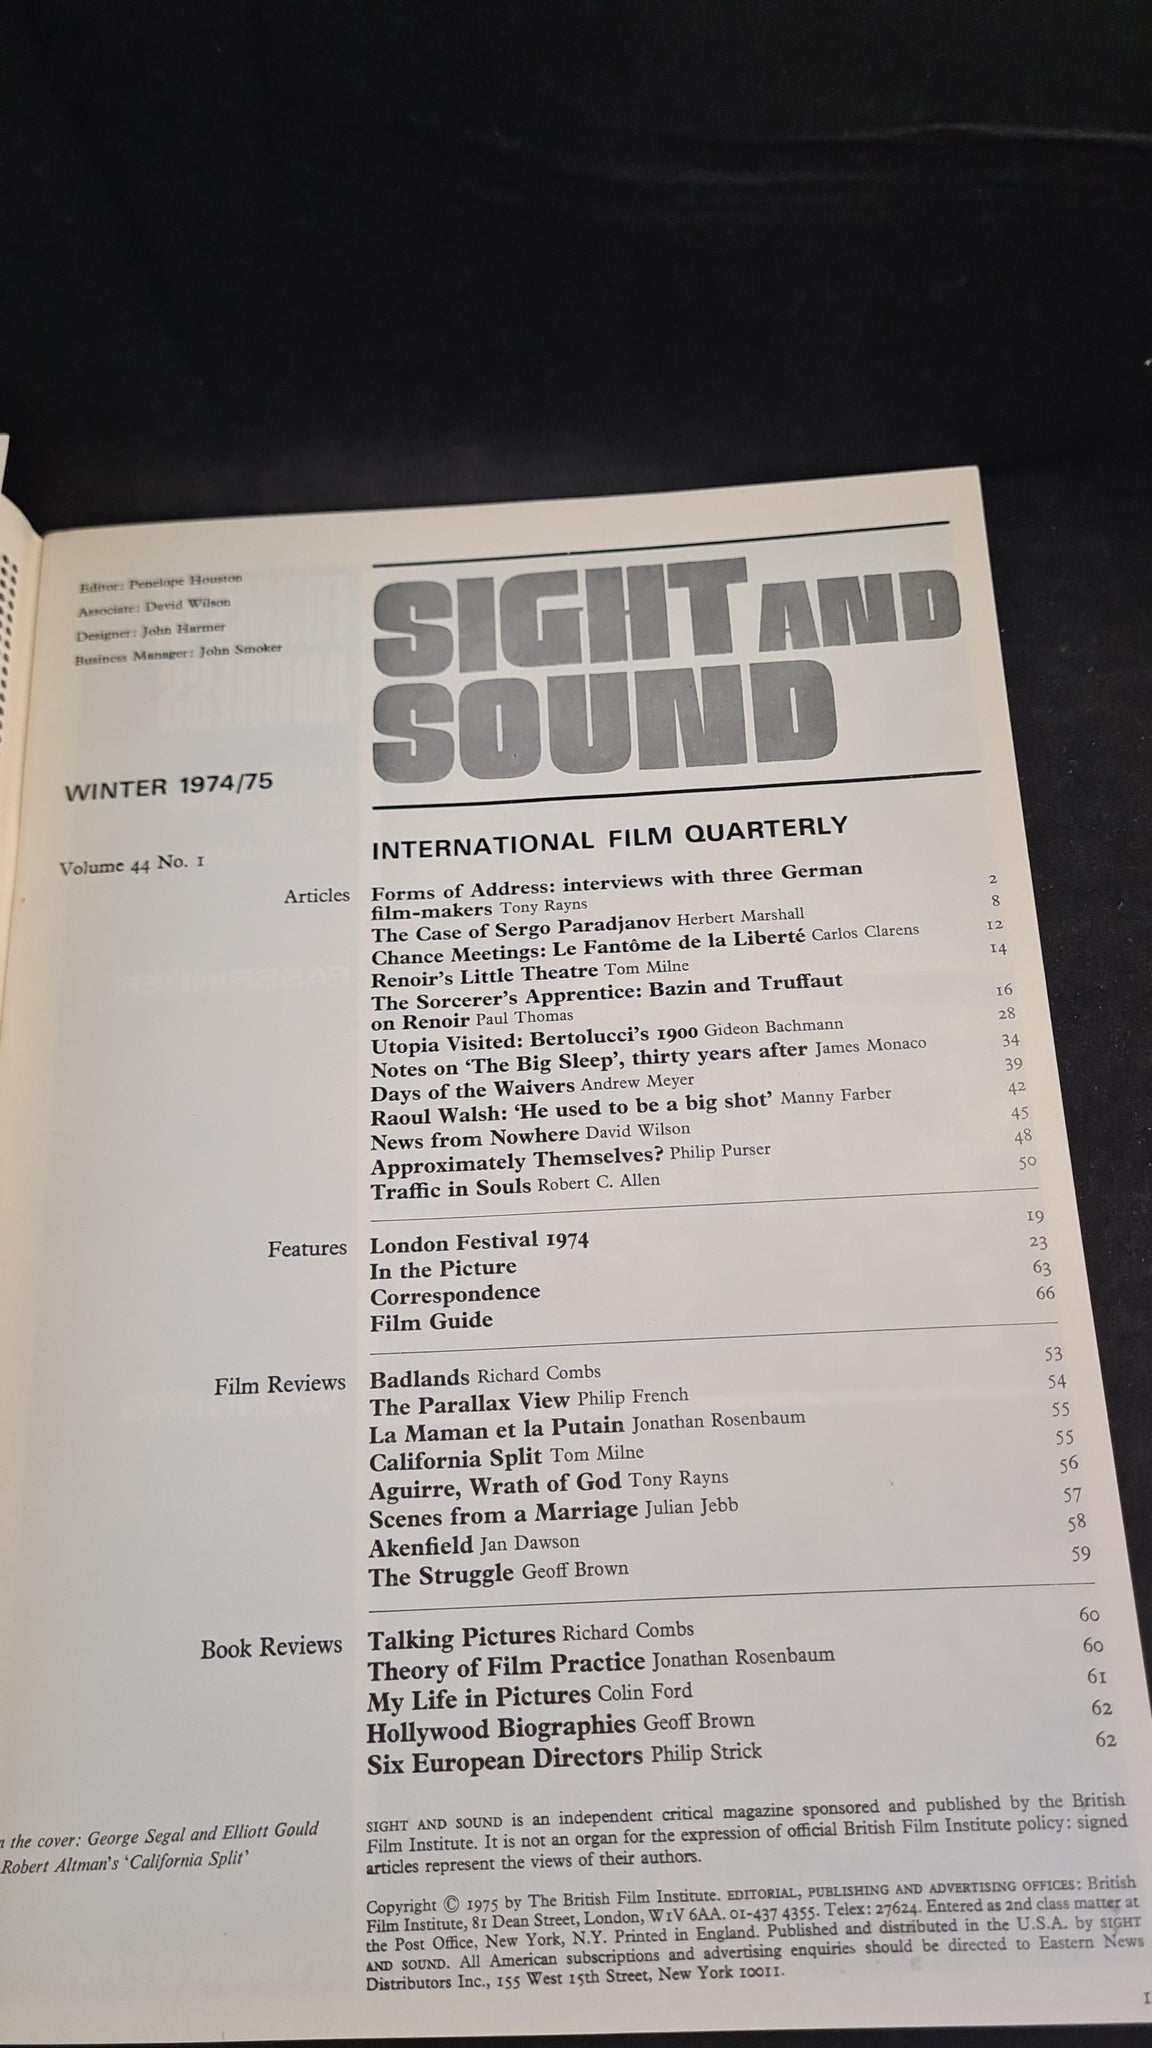 Editor: Penelope Houston
Associate: David Wilson
Designer: John Harmer
Business Manager: John Smoker
SIGHT AND
SOUND
WINTER 1974/75
INTERNATIONAL FILM QUARTERLY
Volume 44 No. 1
Articles
Forms of Address: interviews with three German
film-makers Tony Rayns 2
The Case of Sergo Paradjanov Herbert Marshall 8
Chance Meetings: Le Fantôme de la Liberté Carlos Clarens 12
Renoir's Little Theatre Tom Milne 14
The Sorcerer's Apprentice: Bazin and Truffaut
on Renoir Paul Thomas 16
Utopia Visited: Bertolucci's 1900 Gideon Bachmann 28
Notes on 'The Big Sleep', thirty years after James Monaco 34
Days of the Waivers Andrew Meyer 39
Raoul Walsh: 'He used to be a big shot' Manny Farber 42
News from Nowhere David Wilson 45
Approximately Themselves? Philip Purser 48
Traffic in Souls Robert C. Allen 50
Features
London Festival 1974 19
In the Picture 23
Correspondence 63
Film Guide 66
Film Reviews
Badlands Richard Combs 53
The Parallax View Philip French 54
La Maman et la Putain Jonathan Rosenbaum 55
California Split Tom Milne 55
Aguirre, Wrath of God Tony Rayns 56
Scenes from a Marriage Julian Jebb 57
Akenfield Jan Dawson 58
The Struggle Geoff Brown 59
Book Reviews
Talking Pictures Richard Combs 60
Theory of Film Practice Jonathan Rosenbaum 60
My Life in Pictures Colin Ford 61
Hollywood Biographies Geoff Brown 62
Six European Directors Philip Strick 62
the cover: George Segal and Elliott Gould
Robert Altman's 'California Split'
SIGHT AND SOUND is an independent critical magazine sponsored and published by the British
Film Institute. It is not an organ for the expression of official British Film Institute policy: signed
articles represent the views of their authors.
Copyright © 1975 by The British Film Institute. EDITORIAL, PUBLISHING AND ADVERTISING OFFICES: British
Film Institute, 81 Dean Street, London, W1V 6AA. 01-437 4355. Telex: 27624. Entered as 2nd class matter at
the Post Office, New York, N.Y. Printed in England. Published and distributed in the U.S.A. by SIGHT
AND SOUND. All American subscriptions and advertising enquiries should be directed to Eastern News
Distributors Inc., 155 West 15th Street, New York 10011.
1